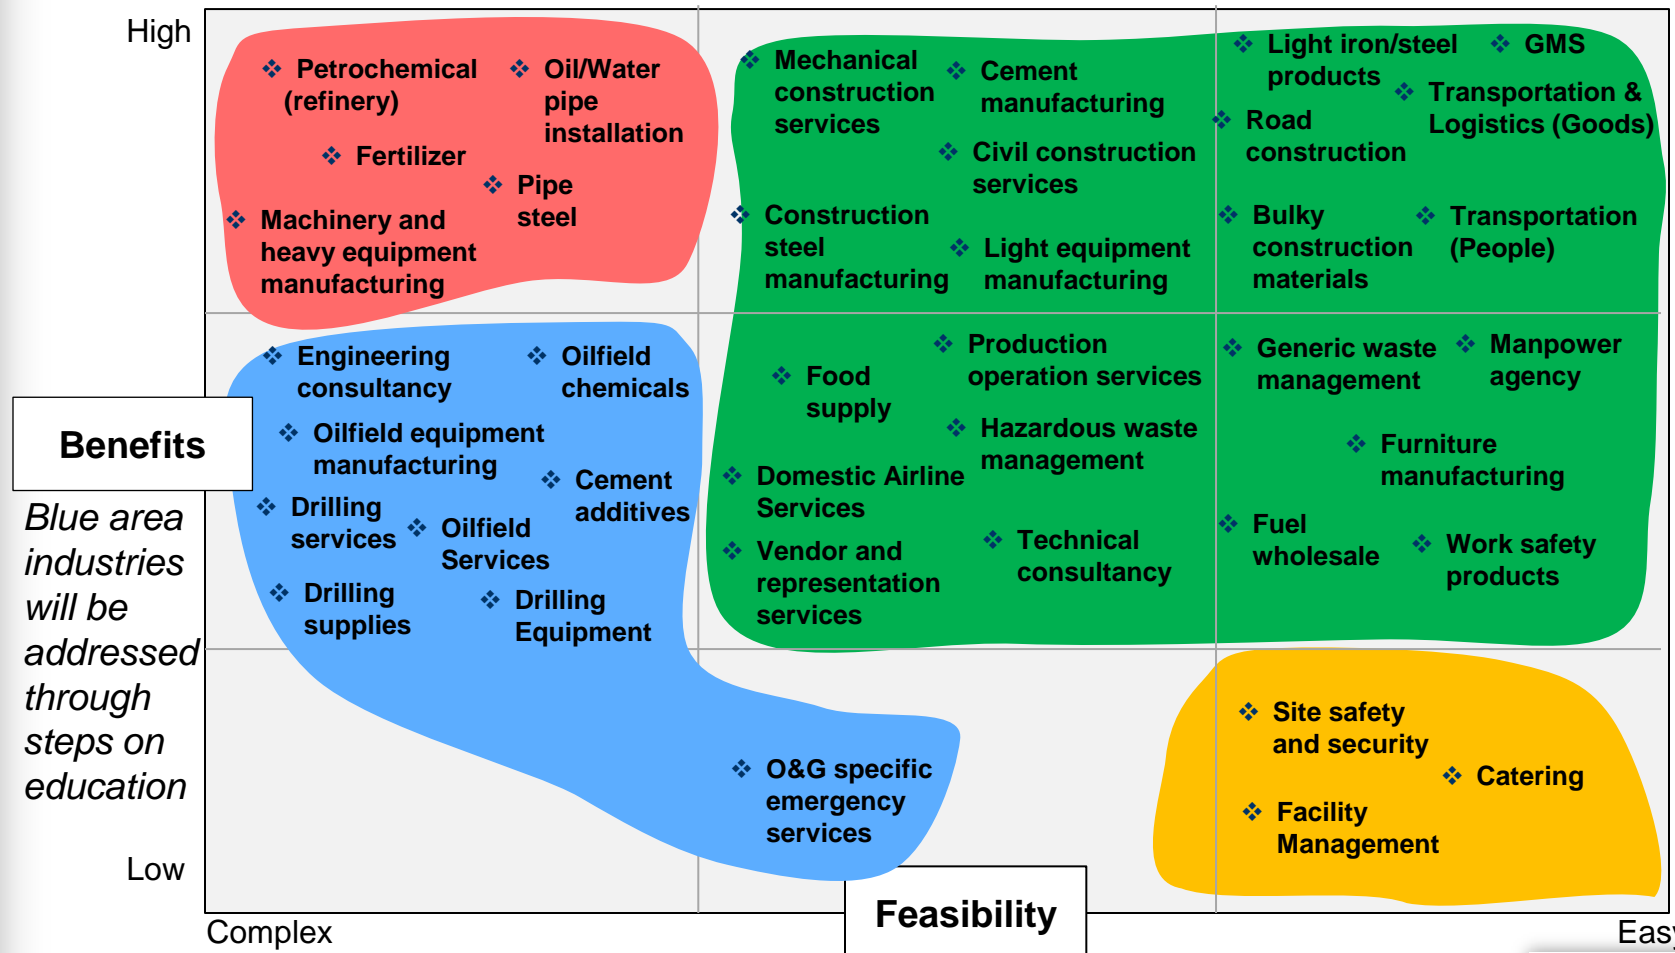 High
❖ Petrochemical
(refinery)
❖ Oil/Water
pipe
installation
❖ Fertilizer
❖ Pipe
steel
❖ Machinery and
heavy equipment
manufacturing
❖ Mechanical
construction
services
❖ Cement
manufacturing
❖ Civil construction
services
❖ Construction
steel
manufacturing
❖ Light equipment
manufacturing
❖ Light iron/steel
products
❖ GMS
❖ Transportation &
Logistics (Goods)
❖ Road
construction
❖ Bulky
construction
materials
❖ Transportation
(People)
Benefits
Blue area
industries
will be
addressed
through
steps on
education
❖ Engineering
consultancy
❖ Oilfield
chemicals
❖ Oilfield equipment
manufacturing
❖ Cement
additives
❖ Drilling
services
❖ Oilfield
Services
❖ Drilling
supplies
❖ Drilling
Equipment
❖ Food
supply
❖ Production
operation services
❖ Hazardous waste
management
❖ Domestic Airline
Services
❖ Vendor and
representation
services
❖ Technical
consultancy
❖ Generic waste
management
❖ Manpower
agency
❖ Furniture
manufacturing
❖ Fuel
wholesale
❖ Work safety
products
❖ O&G specific
emergency
services
❖ Site safety
and security
❖ Catering
❖ Facility
Management
Low
Complex
Feasibility
Easy